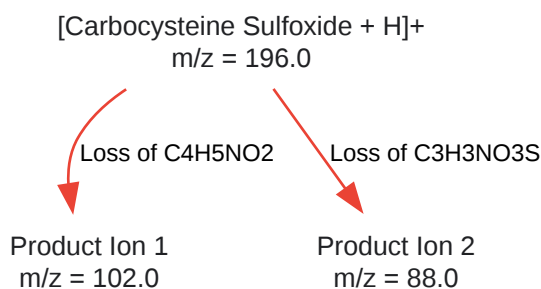 [Carbocysteine Sulfoxide + H]+
m/z = 196.0
Loss of C4H5NO2
Loss of C3H3NO3S
Product Ion 1
m/z = 102.0
Product Ion 2
m/z = 88.0